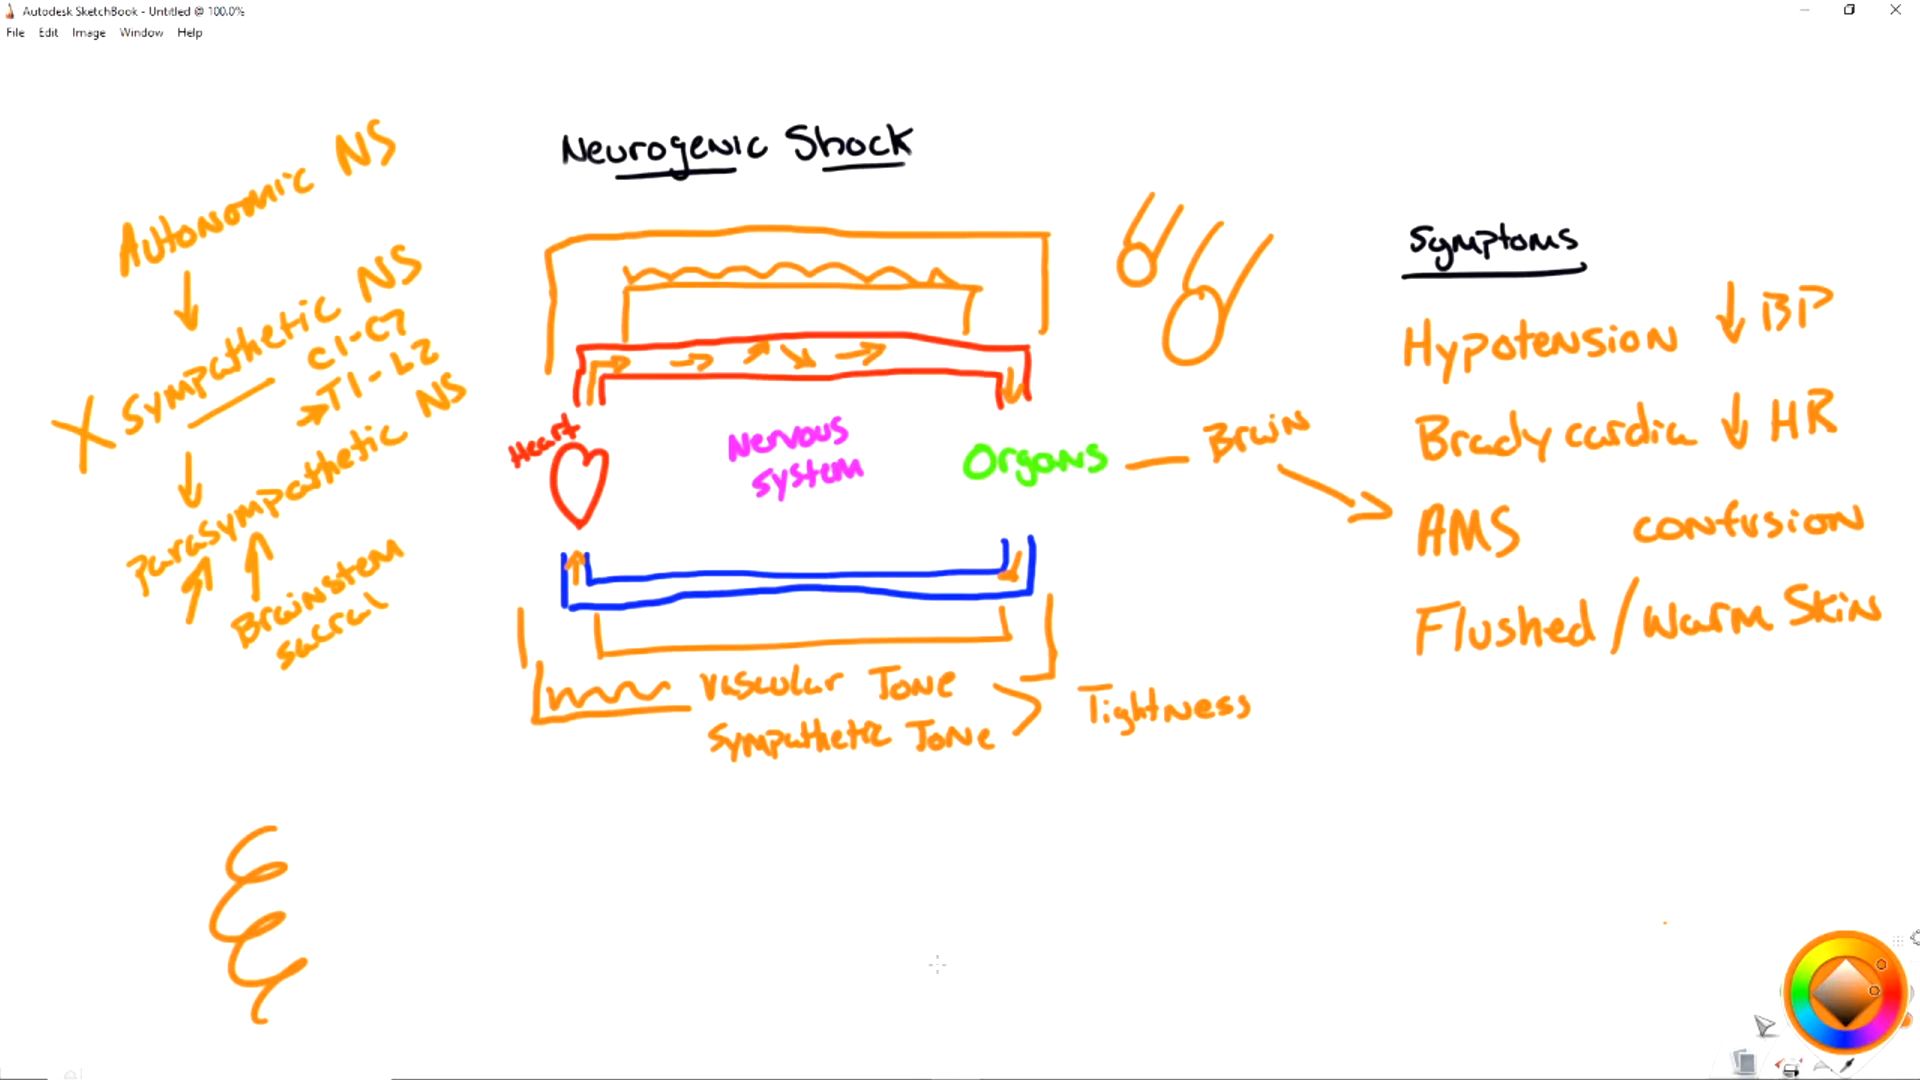 Autodesk SketchBook - Untitled @ 100.0%
File Edit Image Window Help
Neurogenic Shock
Autonomic NS
Sympathetic NS
C1-C7
T1-L2
Parasympathetic NS
Brainstem
sacral
Heart
Nervous
system
Organs
Brain
Vascular Tone
Sympathetic Tone
Tightness
Symptoms
Hypotension ↓ BP
Bradycardia ↓ HR
AMS confusion
Flushed / Warm Skin